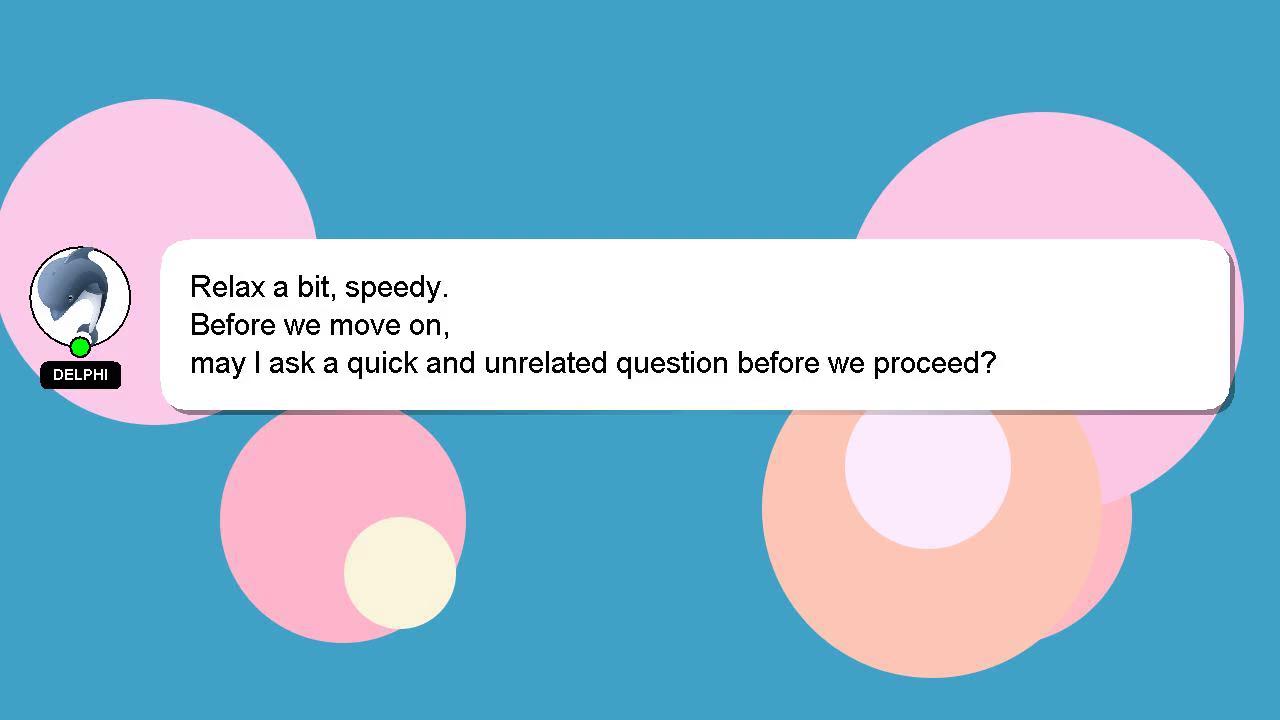 Relax a bit, speedy.
Before we move on,
may I ask a quick and unrelated question before we proceed?
DELPHI